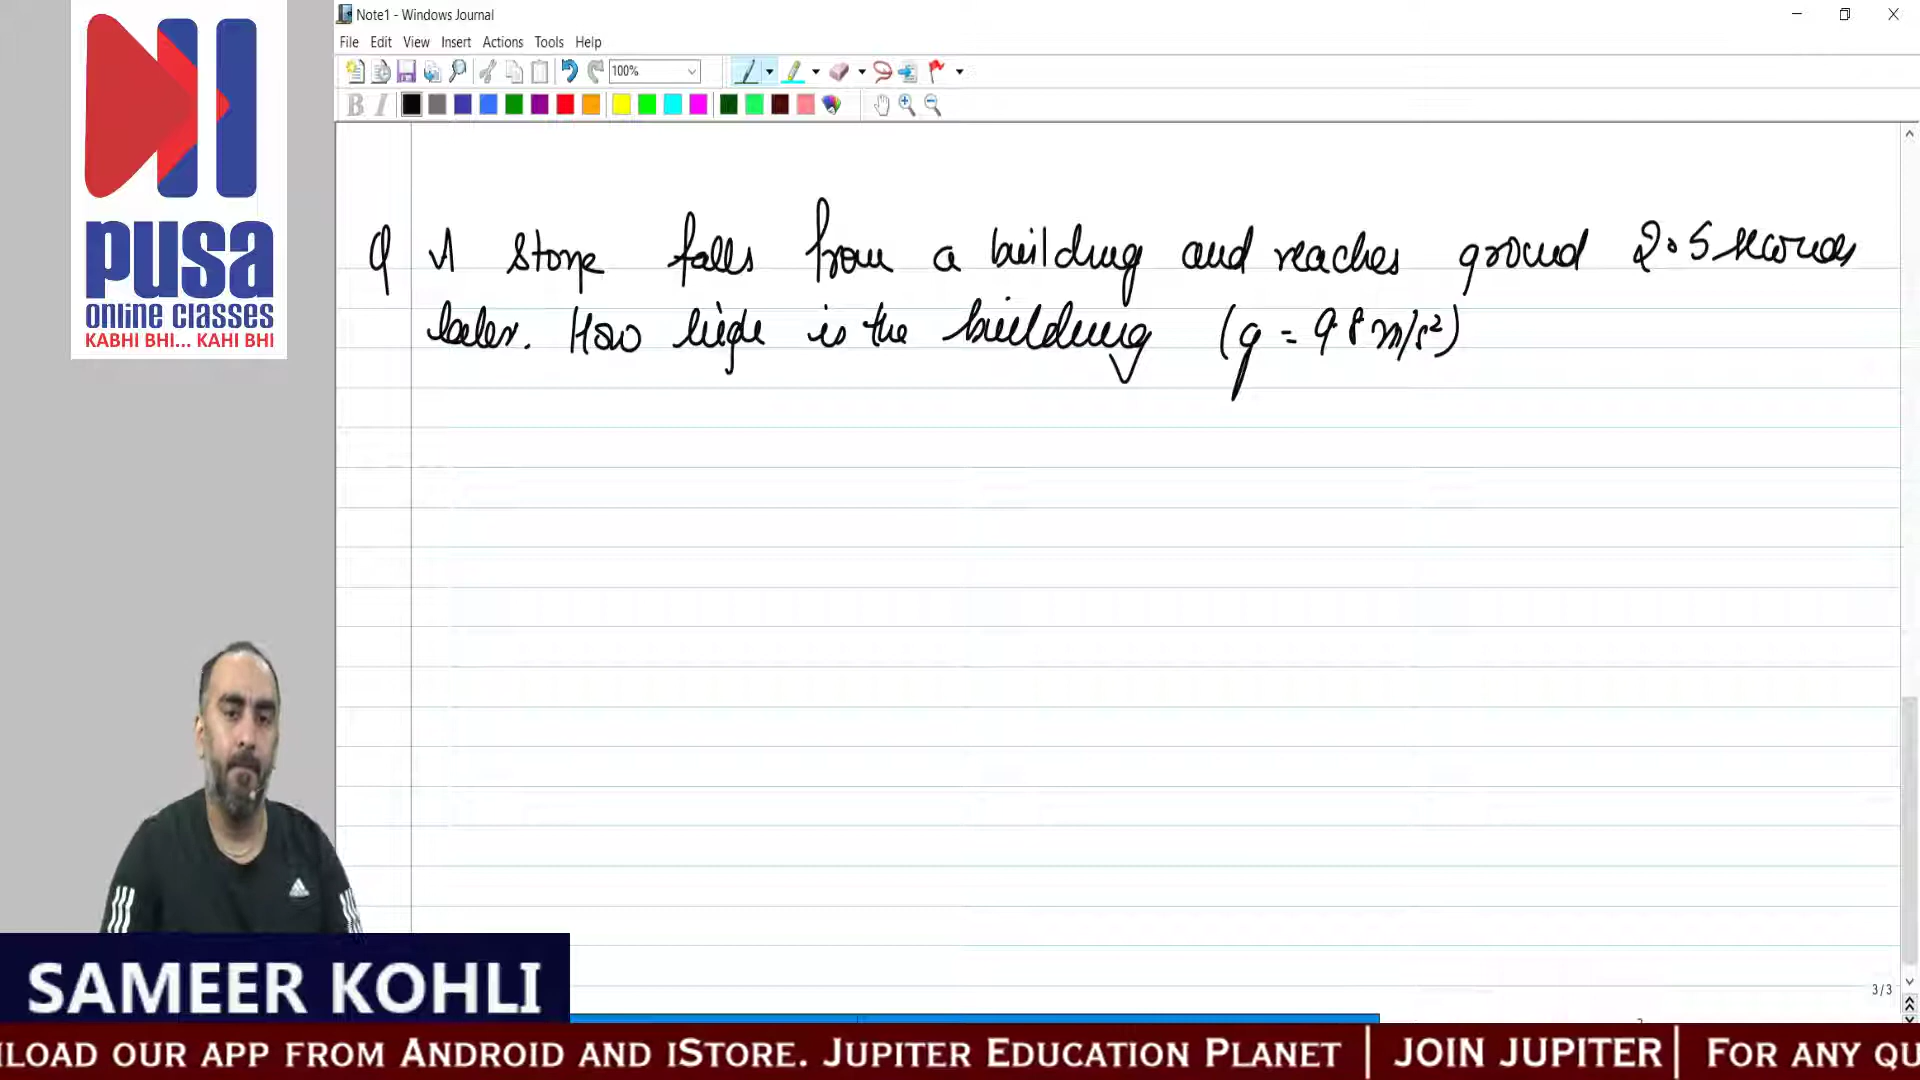 Note1 - Windows Journal
File Edit View Insert Actions Tools Help
100%
B I
PUSA
ONLINE CLASSES
KABHI BHI... KAHI BHI
Q A stone falls from a building and reaches ground 2.5 seconds
later. How high is the building (g = 9.8 m/s²)
3 / 3
SAMEER KOHLI
NLOAD OUR APP FROM ANDROID AND ISTORE. JUPITER EDUCATION PLANET | JOIN JUPITER | FOR ANY QU